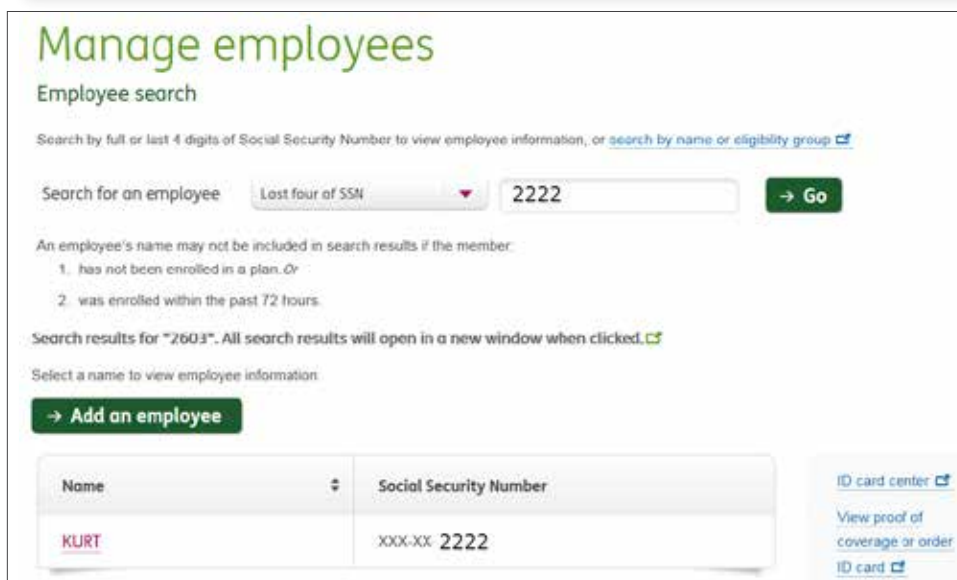 Manage employees
Employee search
Search by full or last 4 digits of Social Security Number to view employee information, or search by name or eligibility group
Search for an employee Last four of SSN 2222 → Go
An employee's name may not be included in search results if the member:
1. has not been enrolled in a plan. Or
2. was enrolled within the past 72 hours.
Search results for "2603". All search results will open in a new window when clicked.
Select a name to view employee information
→ Add an employee
Name Social Security Number
KURT XXX-XX 2222
ID card center
View proof of
coverage or order
ID card